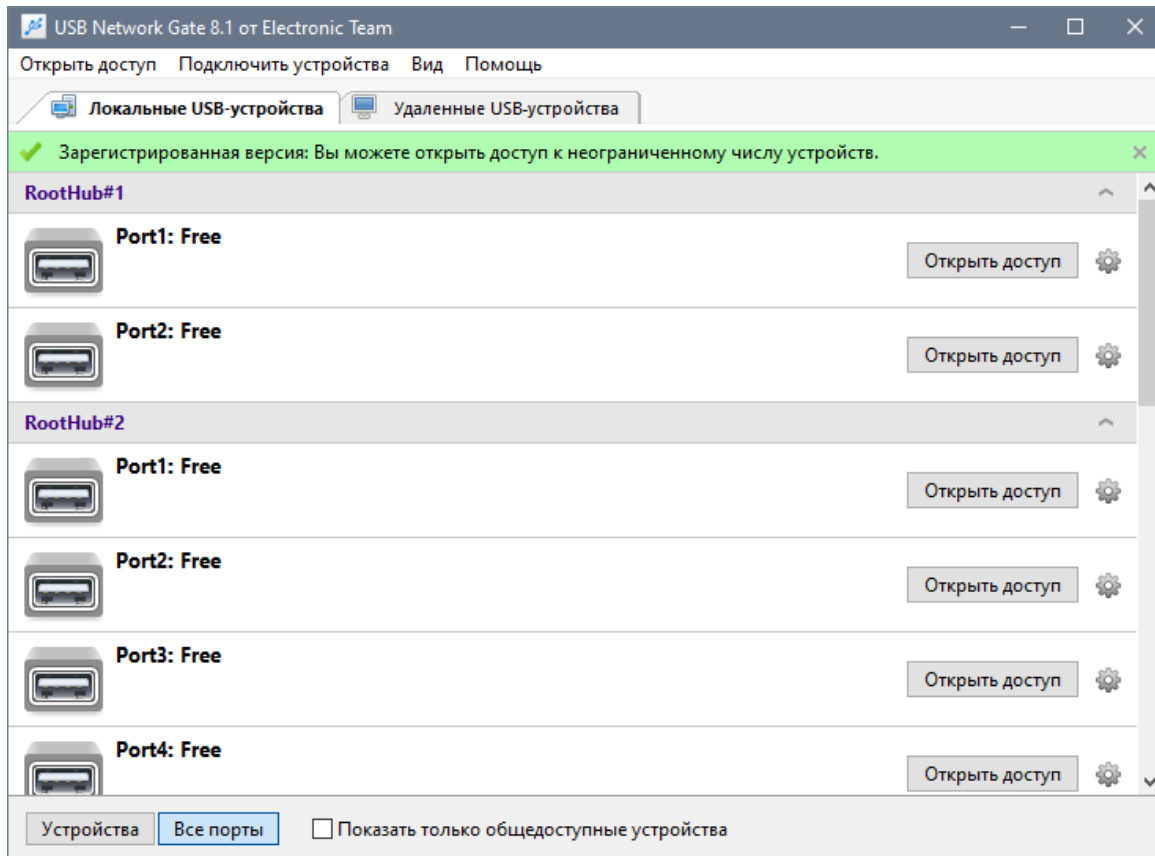 USB Network Gate 8.1 от Electronic Team
Открыть доступ Подключить устройства Вид Помощь
Локальные USB-устройства Удаленные USB-устройства
Зарегистрированная версия: Вы можете открыть доступ к неограниченному числу устройств.
RootHub#1
Port1: Free
Открыть доступ
Port2: Free
Открыть доступ
RootHub#2
Port1: Free
Открыть доступ
Port2: Free
Открыть доступ
Port3: Free
Открыть доступ
Port4: Free
Открыть доступ
Устройства Все порты Показать только общедоступные устройства